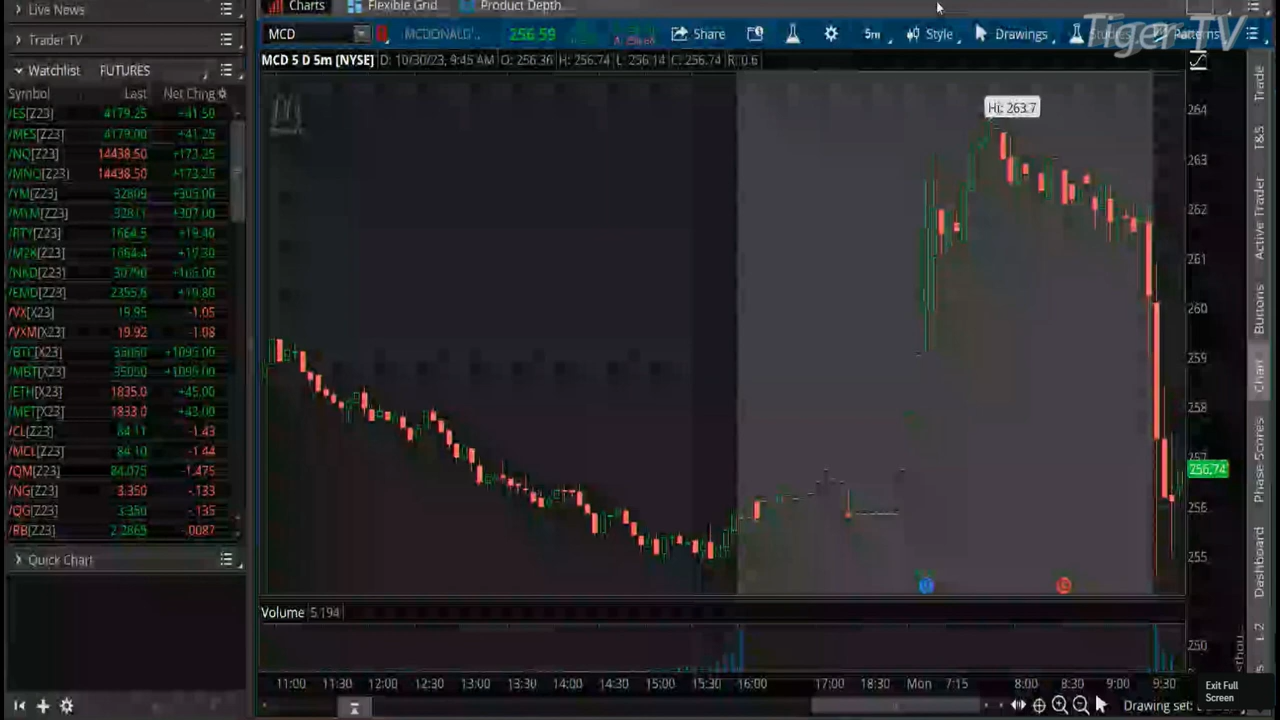 Live News
Charts
Flexible Grid
Product Depth
Trader TV
MCD
MCDONALD'..
256.59
Share
5m
Style
Drawings
Patterns
Tiger TV
Watchlist
FUTURES
MCD 5 D 5m [NYSE]
D: 10/30/23, 9:45 AM
O: 256.36
H: 256.74
L: 256.14
C: 256.74
R: 0.6
Symbol Last Net Chng
/ES[Z23] 4179.25 +41.50
/MES[Z23] 4179.00 +41.25
/NQ[Z23] 14438.50 +173.25
/MNQ[Z23] 14438.50 +173.25
/YM[Z23] 32809 +305.00
/MYM[Z23] 32811 +307.00
/RTY[Z23] 1664.5 +19.40
/M2K[Z23] 1664.4 +19.30
/NKD[Z23] 30790 +165.00
/EMD[Z23] 2355.6 +19.80
/VX[X23] 19.95 -1.05
/VXM[X23] 19.92 -1.08
/BTC[X23] 35050 +1095.00
/MBT[X23] 35050 +1095.00
/ETH[X23] 1835.0 +45.00
/MET[X23] 1833.0 +43.00
/CL[Z23] 84.11 -1.43
/MCL[Z23] 84.10 -1.44
/QM[Z23] 84.075 -1.475
/NG[Z23] 3.350 -.133
/QG[Z23] 3.350 -.135
/RB[Z23] 2.2865 -.0087
Hi: 263.7
264
263
262
261
260
259
258
257
256.74
256
255
250
Quick Chart
Volume 5,194
11:00 11:30 12:00 12:30 13:00 13:30 14:00 14:30 15:00 15:30 16:00 17:00 18:30 Mon 7:15 8:00 8:30 9:00 9:30
Drawing set:
Exit Full
Screen
Trade
T&S
Active Trader
Buttons
Chart
Phase Scores
Dashboard
L 2